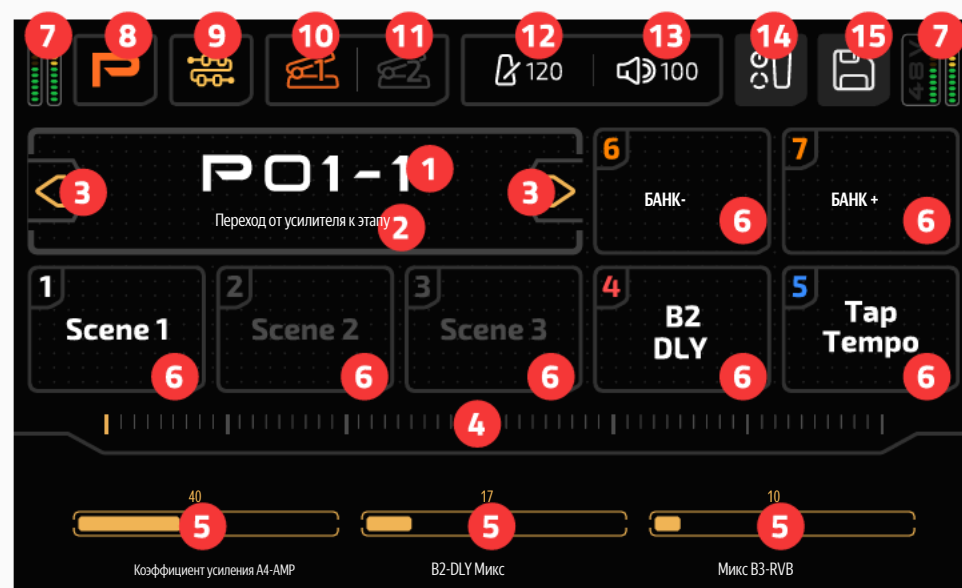 7 8 9 10 11 12 13 14 15 7
1 2 120 100 48V
P01-1 1
3 3
Переход от усилителя к этапу 2
6
БАНК-
6
7
БАНК +
6
1
Scene 1
6
2
Scene 2
6
3
Scene 3
6
4
B2
DLY
6
5
Tap
Tempo
6
4
40
5
Коэффициент усиления A4-AMP
17
5
B2-DLY Микс
10
5
Микс B3-RVB